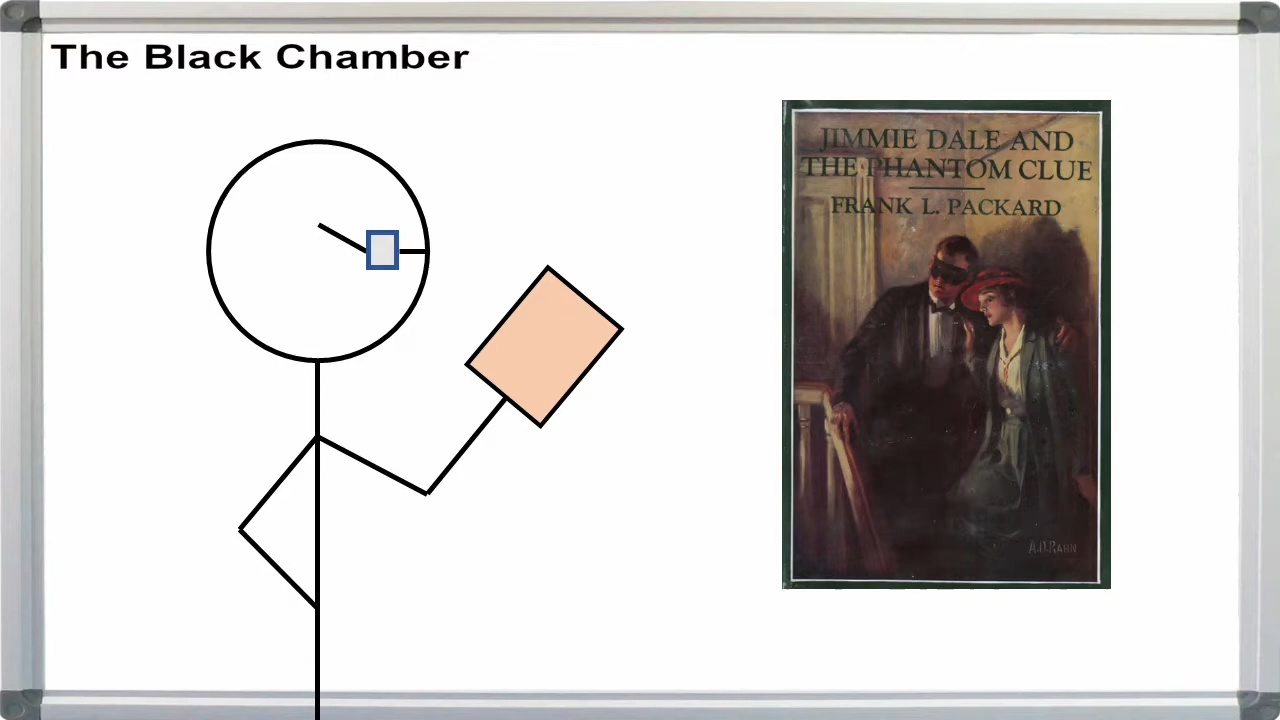 The Black Chamber
JIMMIE DALE AND
THE PHANTOM CLUE
FRANK L. PACKARD
A.D.RAHN